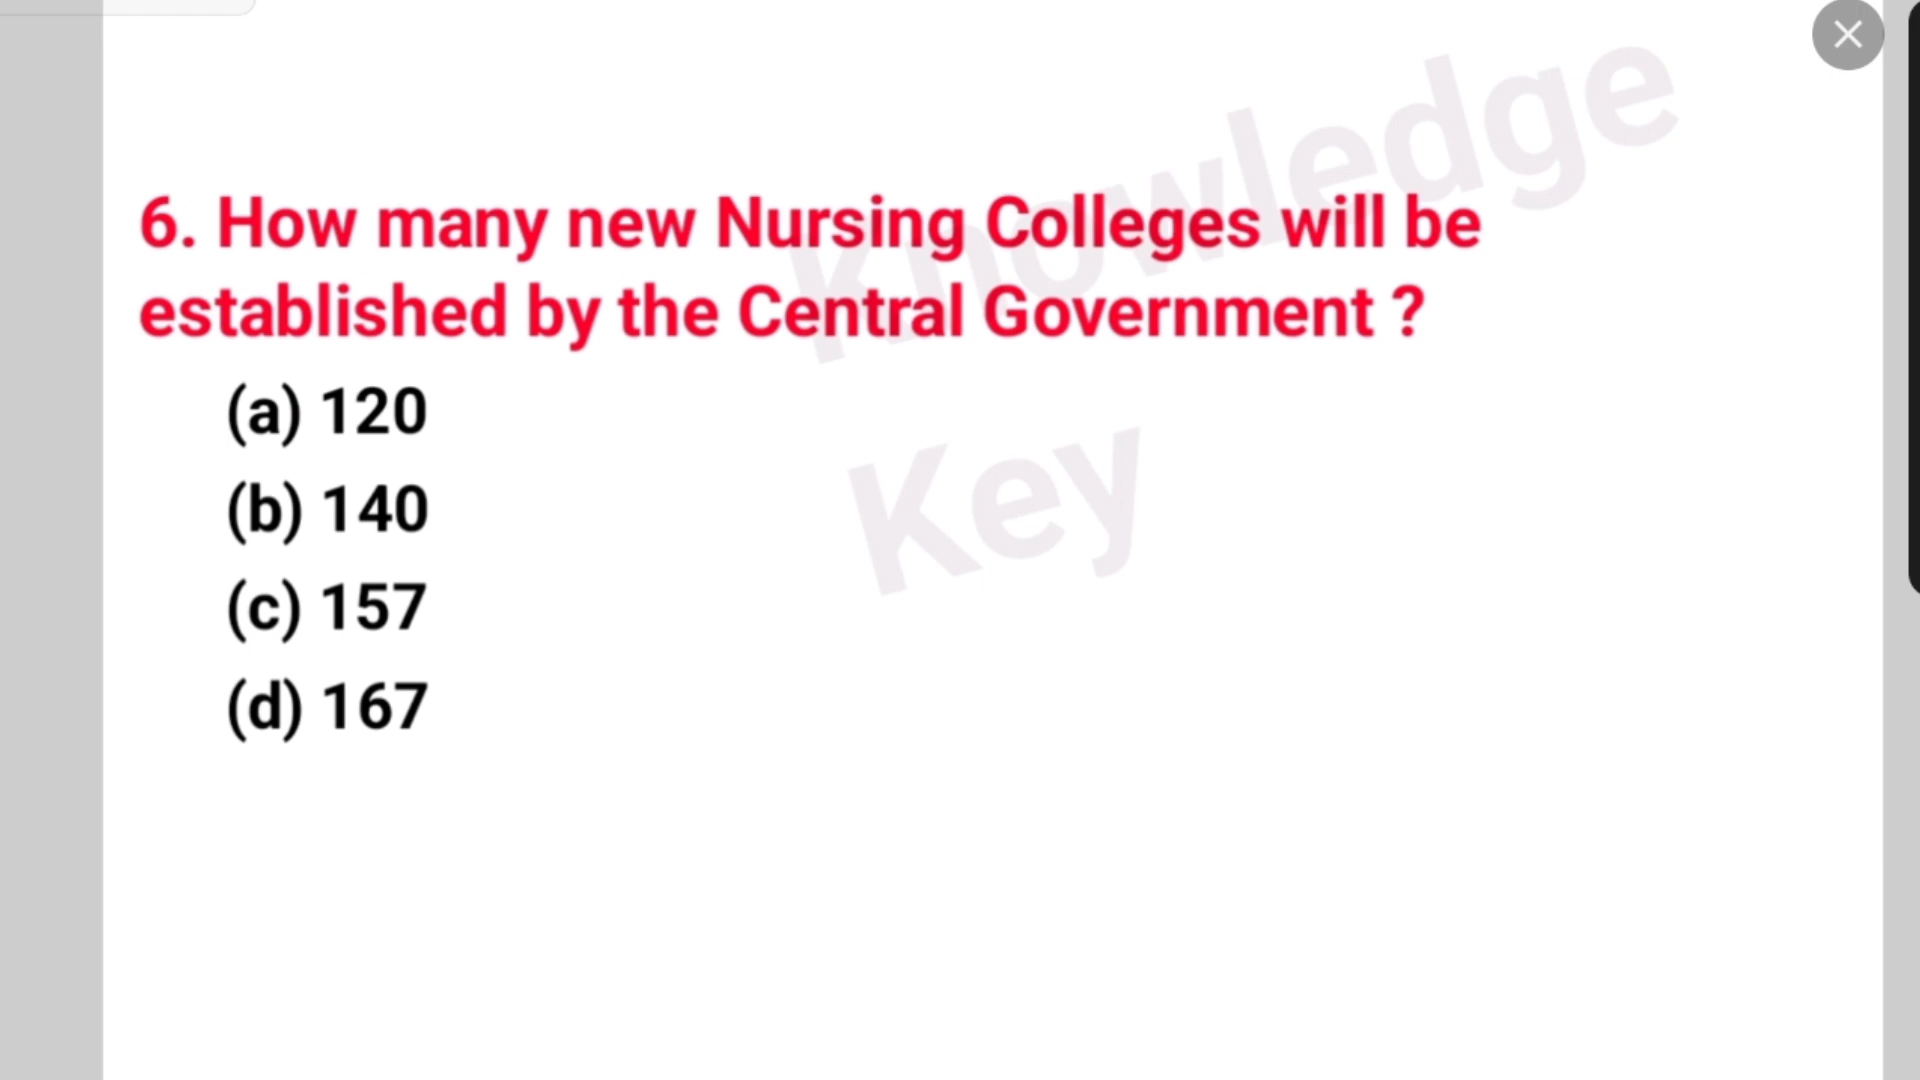 Knowledge
6. How many new Nursing Colleges will be
established by the Central Government ?
(a) 120
Key
(b) 140
(c) 157
(d) 167